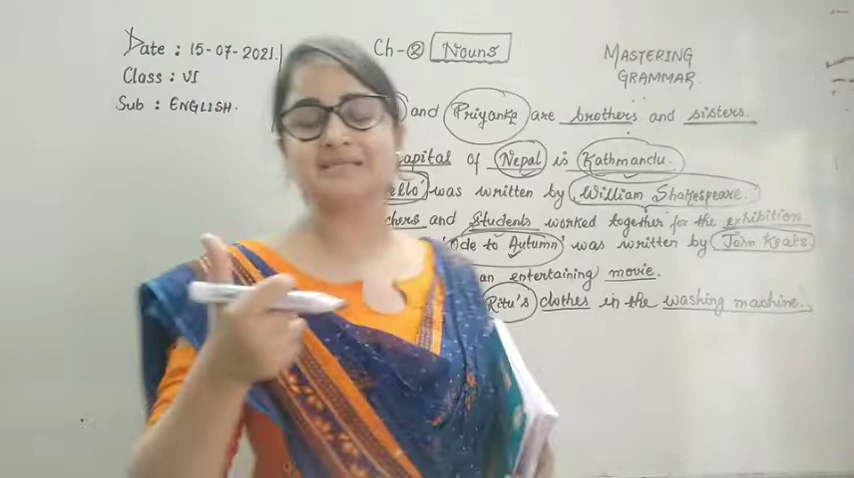 Date : 15-07-2021.
Class : VI
Sub : ENGLISH.
Ch-② Nouns
MASTERING
GRAMMAR
and Priyanka are brothers and sisters.
of Nepal is Kathmandu.
was written by William Shakespeare.
and Students worked together for the exhibition
'Ode to Autumn' was written by John Keats.
an entertaining movie.
Ritu's clothes in the washing machine.